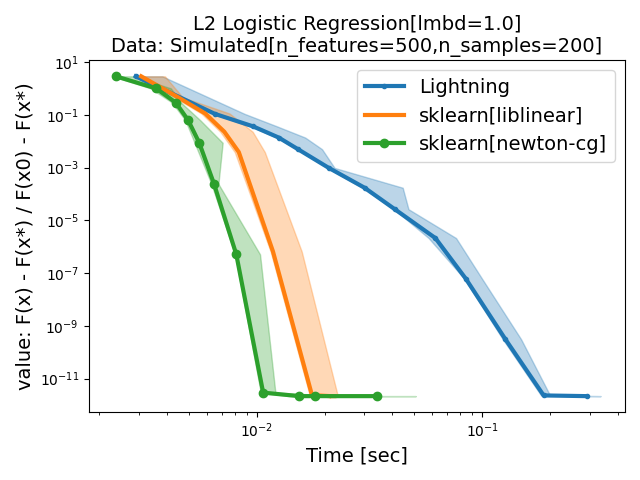 L2 Logistic Regression[lmbd=1.0]
Data: Simulated[n_features=500,n_samples=200]
value: F(x) - F(x*) / F(x0) - F(x*)
10¹
10⁻¹
10⁻³
10⁻⁵
10⁻⁷
10⁻⁹
10⁻¹¹
Lightning
sklearn[liblinear]
sklearn[newton-cg]
10⁻² 10⁻¹
Time [sec]